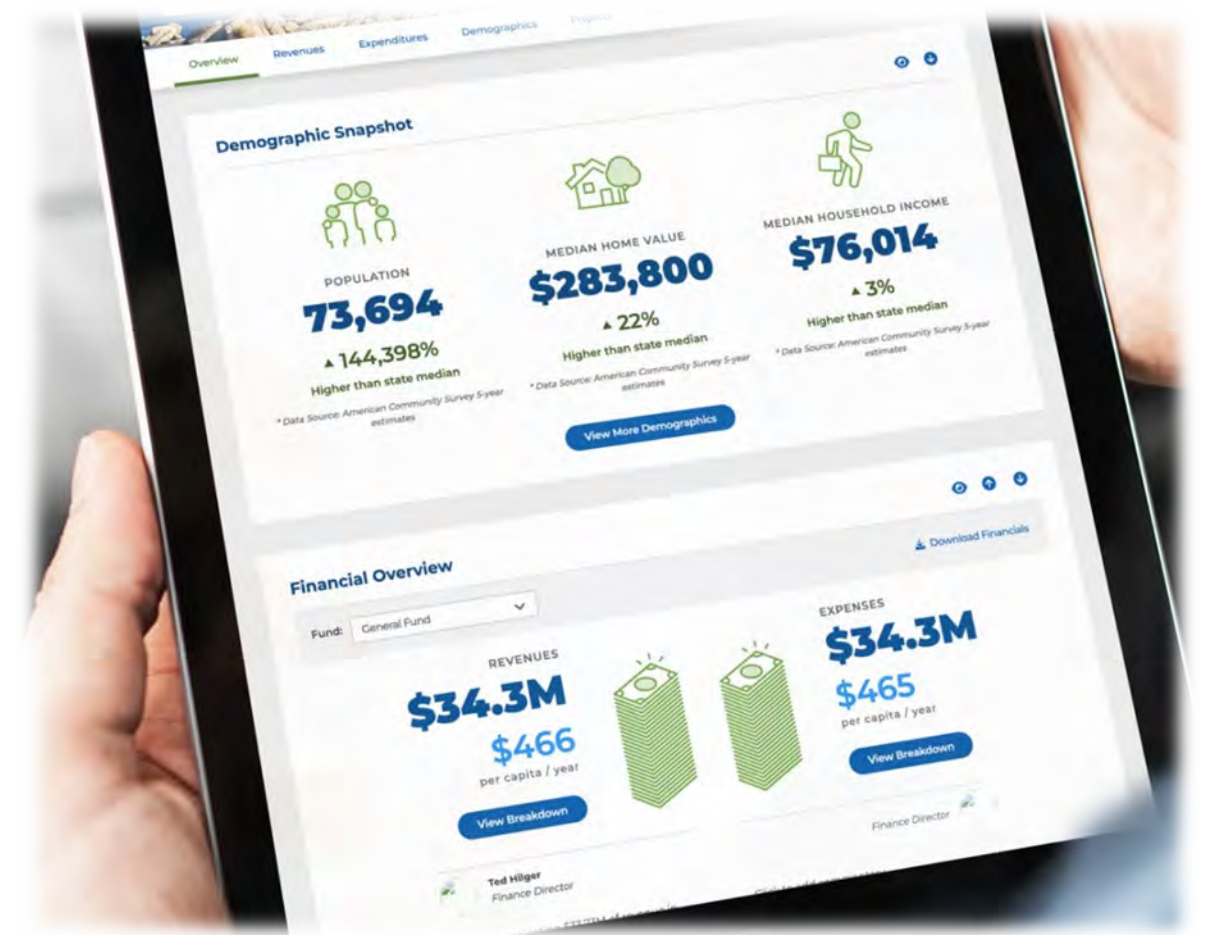 Overview Revenues Expenditures Demographics Projects
Demographic Snapshot
POPULATION
73,694
▲ 144,398%
Higher than state median
* Data Source: American Community Survey 5-year
estimates
MEDIAN HOME VALUE
$283,800
▲ 22%
Higher than state median
* Data Source: American Community Survey 5-year
estimates
MEDIAN HOUSEHOLD INCOME
$76,014
▲ 3%
Higher than state median
* Data Source: American Community Survey 5-year
estimates
View More Demographics
Financial Overview
Download Financials
Fund: General Fund
REVENUES
$34.3M
$466
per capita / year
View Breakdown
EXPENSES
$34.3M
$465
per capita / year
View Breakdown
Ted Hilger
Finance Director
Finance Director